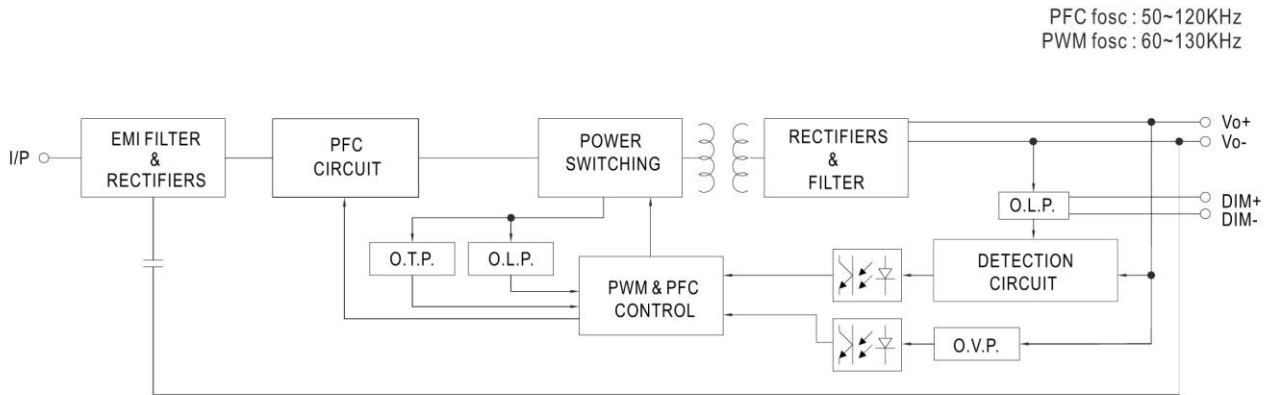 PFC fosc : 50~120KHz
PWM fosc : 60~130KHz
I/P
EMI FILTER
&
RECTIFIERS
PFC
CIRCUIT
POWER
SWITCHING
RECTIFIERS
&
FILTER
Vo+
Vo-
DIM+
DIM-
O.L.P.
O.T.P.
O.L.P.
PWM & PFC
CONTROL
DETECTION
CIRCUIT
O.V.P.